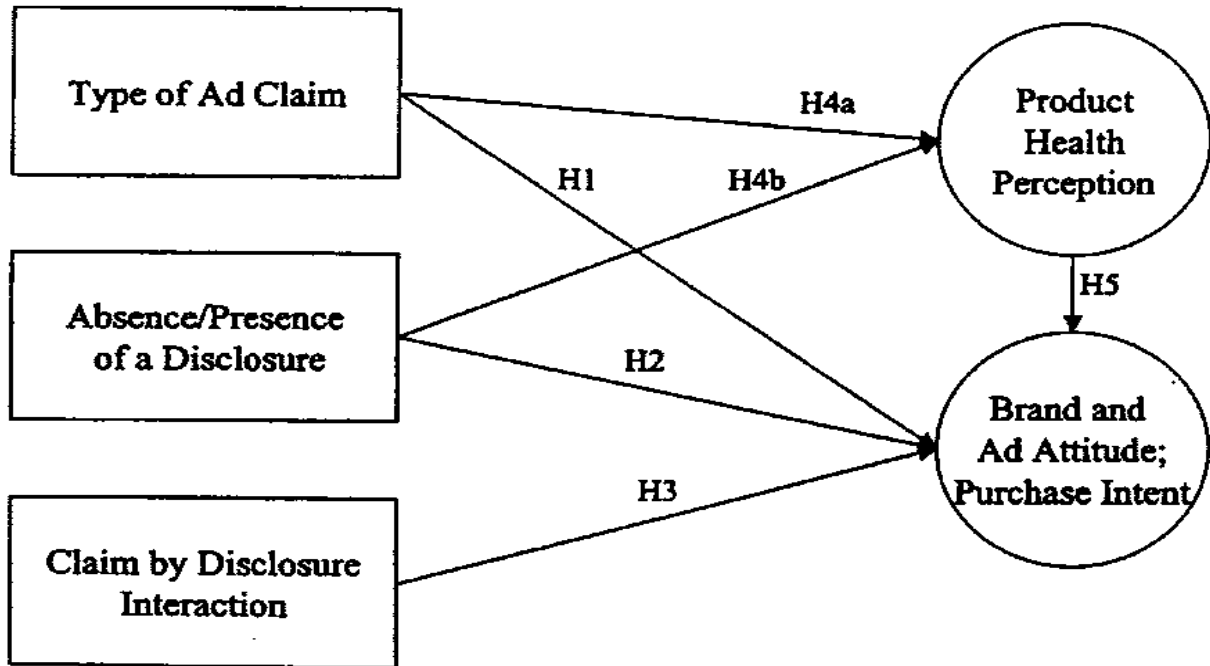 Type of Ad Claim
H4a
Product
Health
Perception
H1
H4b
Absence/Presence
of a Disclosure
H5
H2
Brand and
Ad Attitude;
Purchase Intent
H3
Claim by Disclosure
Interaction